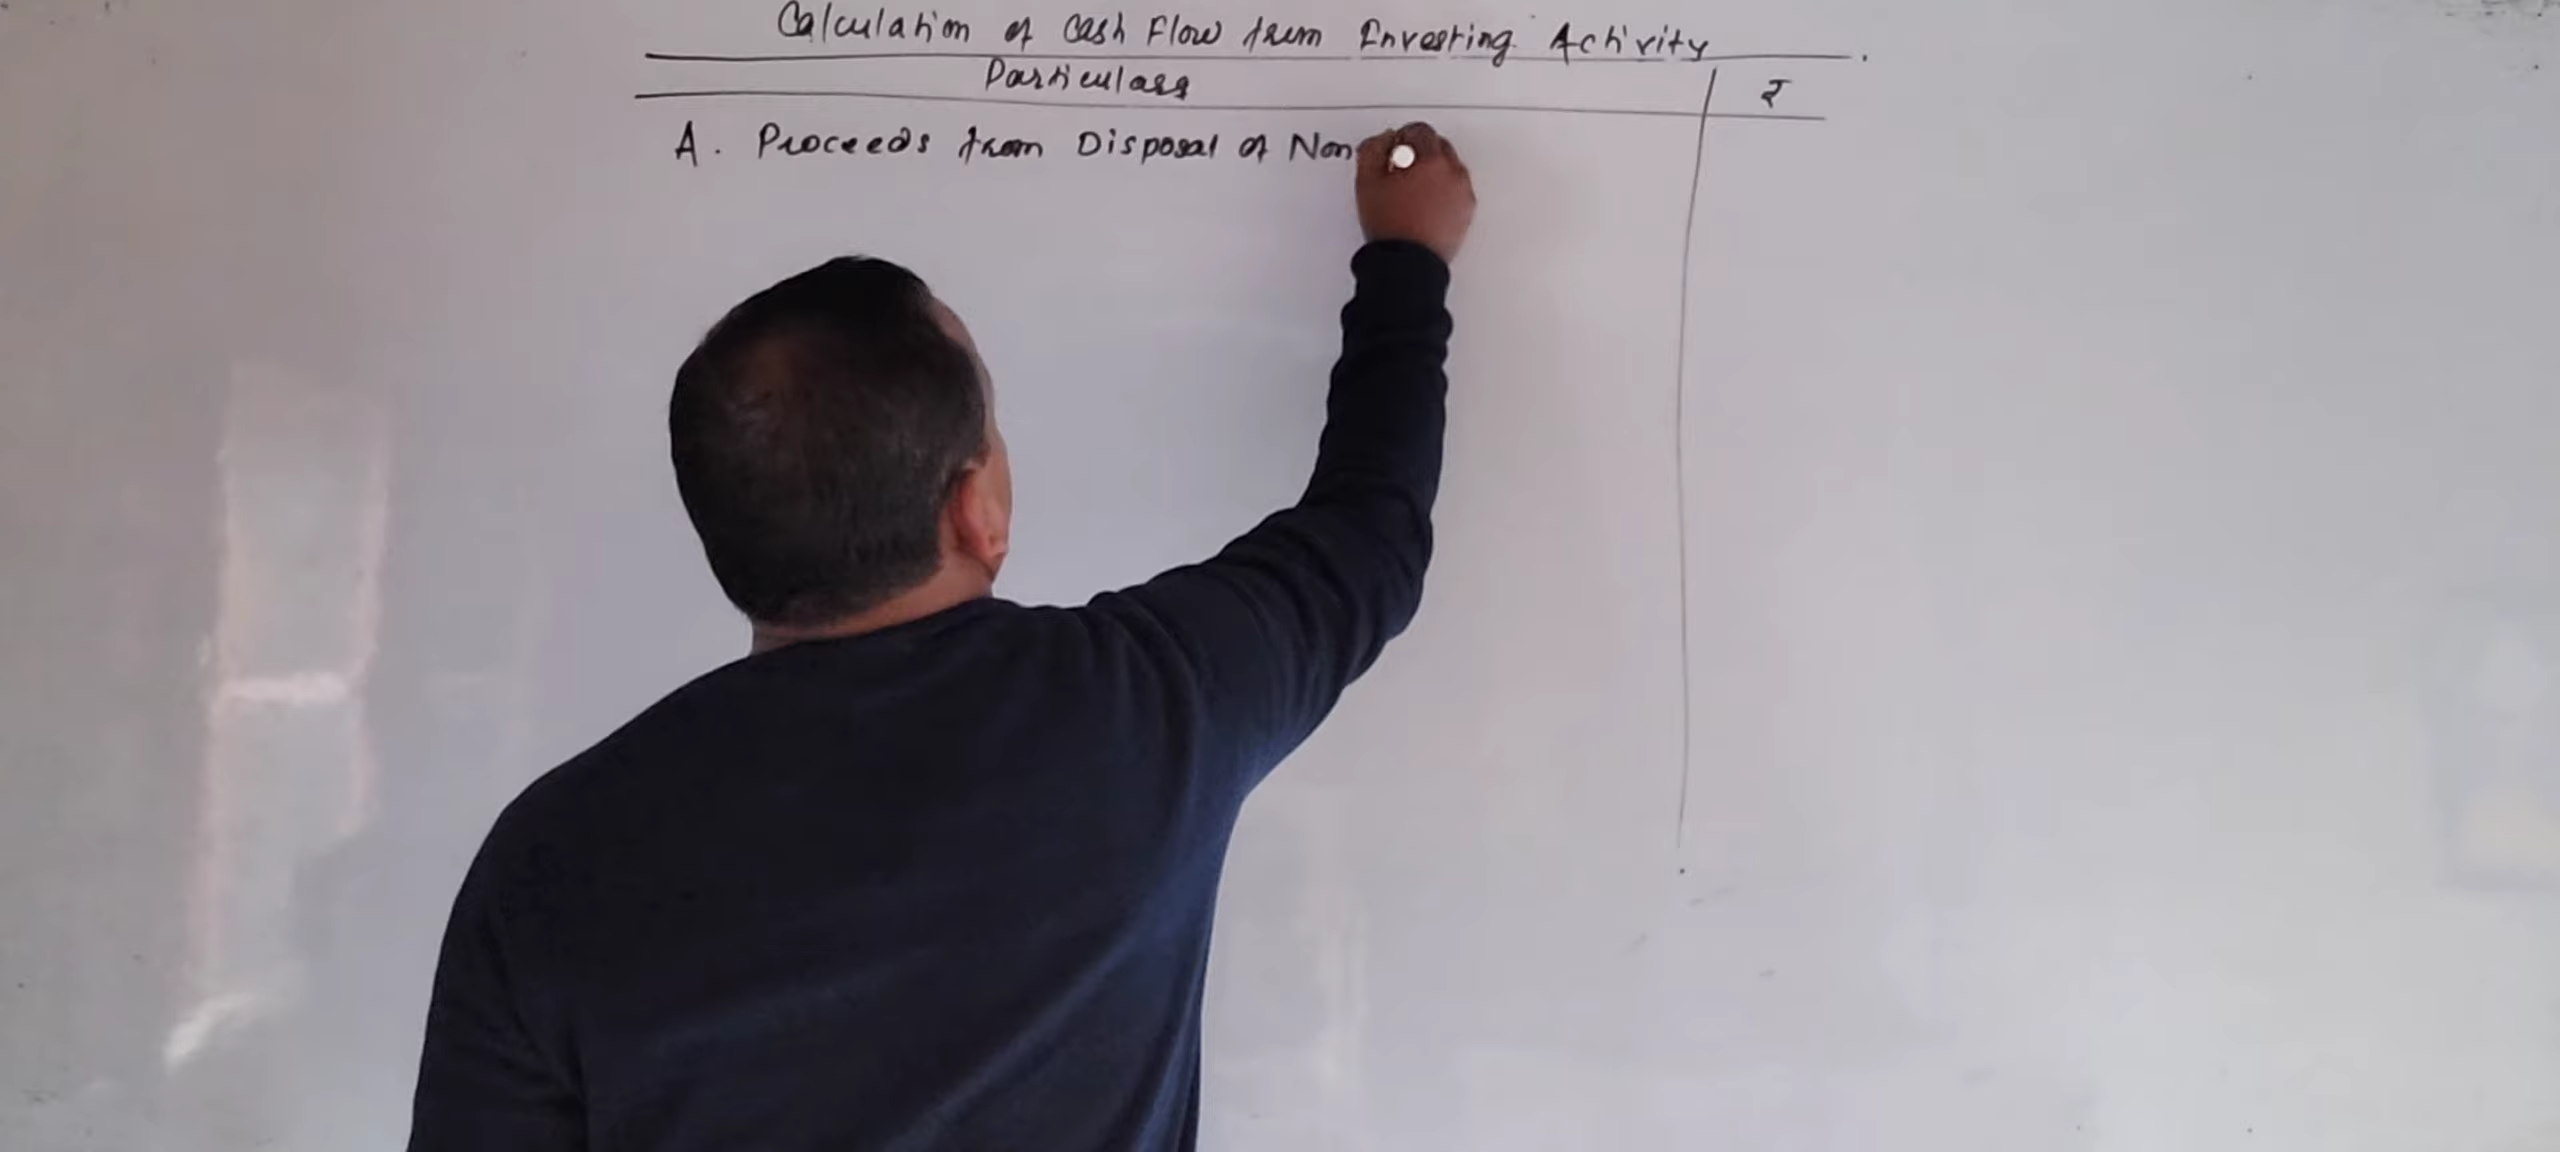 Calculation of Cash Flow from Investing Activity
Particulars ₹
A. Proceeds from Disposal of Non